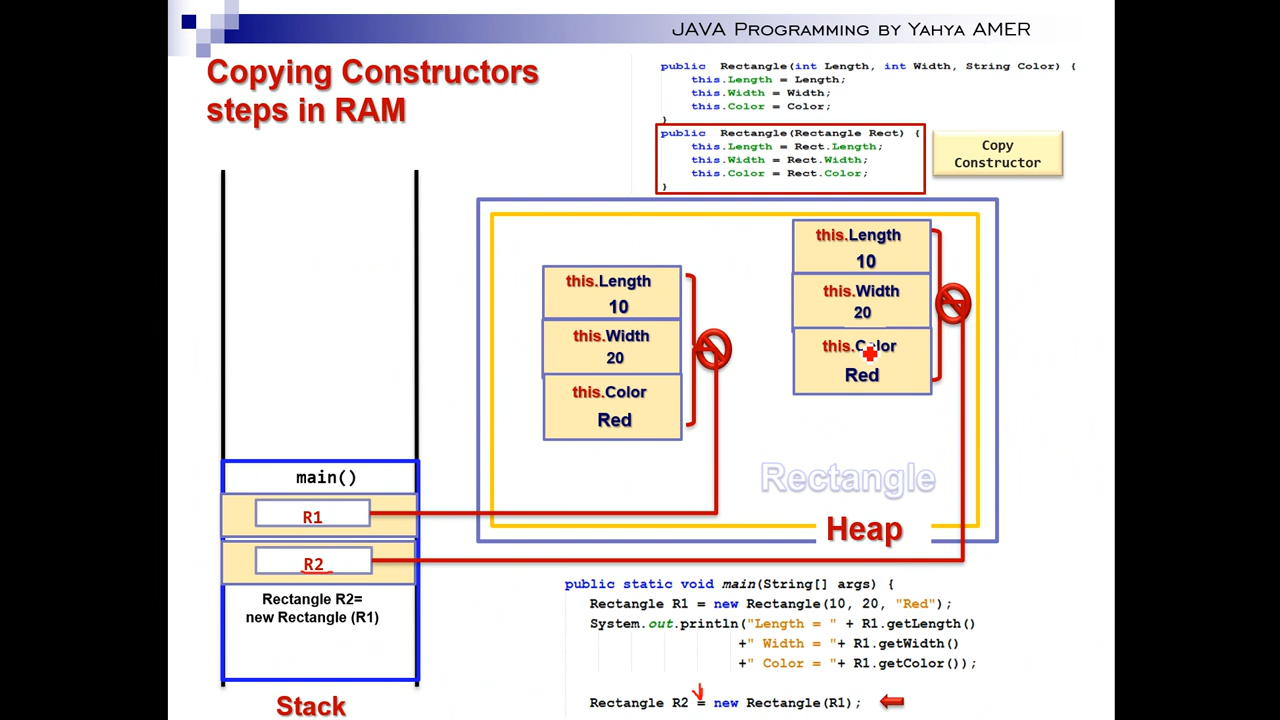 JAVA Programming by Yahya AMER
Copying Constructors
steps in RAM
public Rectangle(int Length, int Width, String Color) {
this.Length = Length;
this.Width = Width;
this.Color = Color;
}
public Rectangle(Rectangle Rect) {
this.Length = Rect.Length;
this.Width = Rect.Width;
this.Color = Rect.Color;
}
Copy
Constructor
this.Length
10
this.Width
20
this.Color
Red
this.Length
10
this.Width
20
this.Color
Red
Rectangle
Heap
main()
R1
R2
Rectangle R2=
new Rectangle (R1)
Stack
public static void main(String[] args) {
Rectangle R1 = new Rectangle(10, 20, "Red");
System.out.println("Length = " + R1.getLength()
+" Width = "+ R1.getWidth()
+" Color = "+ R1.getColor());
Rectangle R2 = new Rectangle(R1);